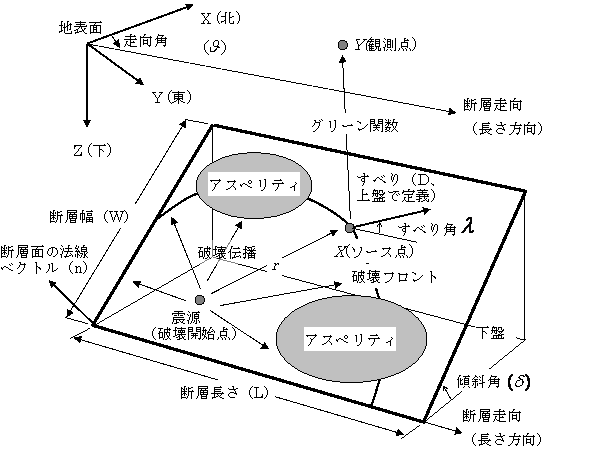 X(北)
地表面
走向角
(𝜗)
Y(観測点)
Y(東)
断層走向
(長さ方向)
グリーン関数
Z(下)
アスペリティ
すべり(D、
上盤で定義)
断層幅(W)
すべり角λ
X(ソース点)
断層面の法線
ベクトル(n)
破壊伝播
r
破壊フロント
震源
(破壊開始点)
アスペリティ
下盤
断層長さ(L)
傾斜角(δ)
断層走向
(長さ方向)